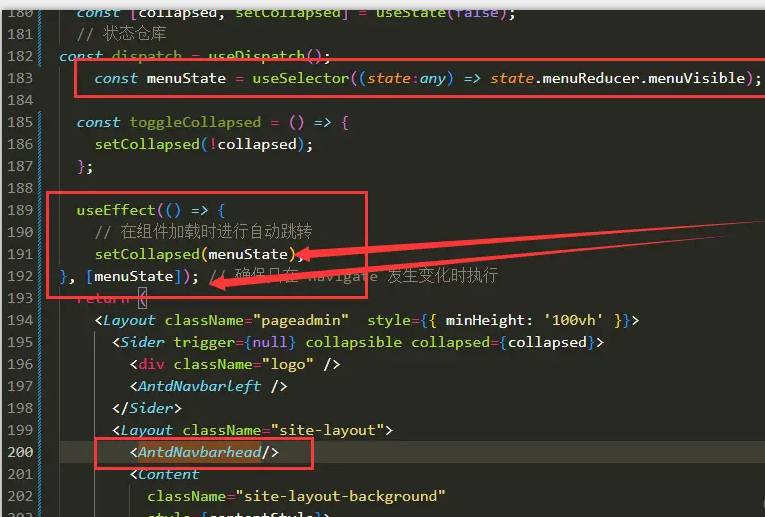 180 const [collapsed, setCollapsed] = useState(false);
181 // 状态仓库
182 const dispatch = useDispatch();
183 const menuState = useSelector((state:any) => state.menuReducer.menuVisible);
184
185 const toggleCollapsed = () => {
186 setCollapsed(!collapsed);
187 };
188
189 useEffect(() => {
190 // 在组件加载时进行自动跳转
191 setCollapsed(menuState);
192 }, [menuState]); // 确保只在 navigate 发生变化时执行
193 return (
194 <Layout className="pageadmin" style={{ minHeight: '100vh' }}>
195 <Sider trigger={null} collapsible collapsed={collapsed}>
196 <div className="logo" />
197 <AntdNavbarleft />
198 </Sider>
199 <Layout className="site-layout">
200 <AntdNavbarhead/>
201 <Content
202 className="site-layout-background"
style={contentStyle}>